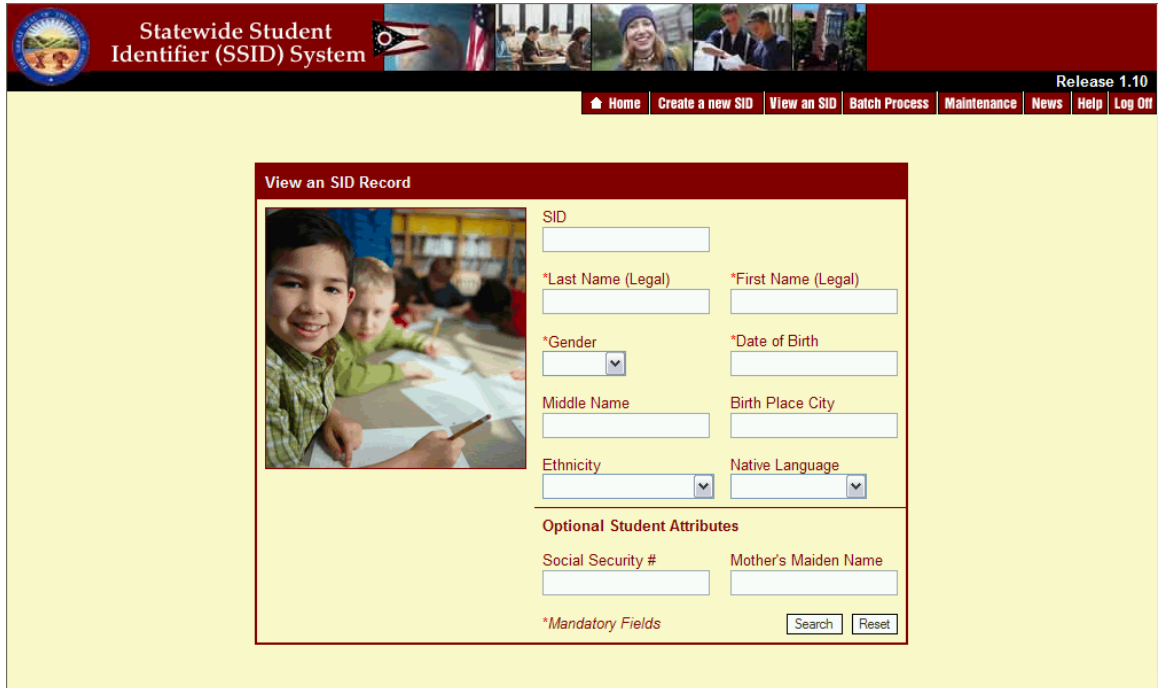 Statewide Student
Identifier (SSID) System
Release 1.10
Home Create a new SID View an SID Batch Process Maintenance News Help Log Off
View an SID Record
SID
*Last Name (Legal) *First Name (Legal)
*Gender *Date of Birth
Middle Name Birth Place City
Ethnicity Native Language
Optional Student Attributes
Social Security # Mother's Maiden Name
*Mandatory Fields Search Reset